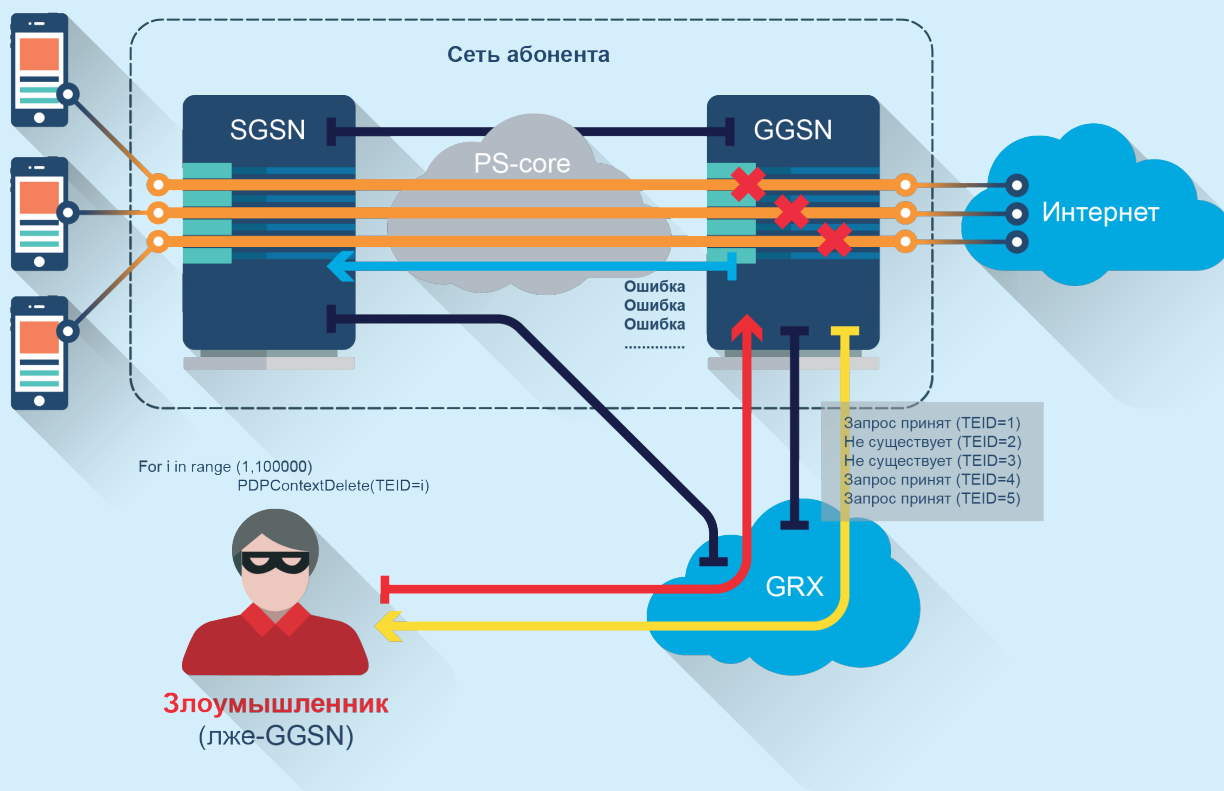 Сеть абонента
SGSN
GGSN
PS-core
Интернет
Ошибка
Ошибка
Ошибка
.............
Запрос принят (TEID=1)
Не существует (TEID=2)
Не существует (TEID=3)
Запрос принят (TEID=4)
Запрос принят (TEID=5)
For i in range (1,100000)
PDPContextDelete(TEID=i)
GRX
Злоумышленник
(лже-GGSN)